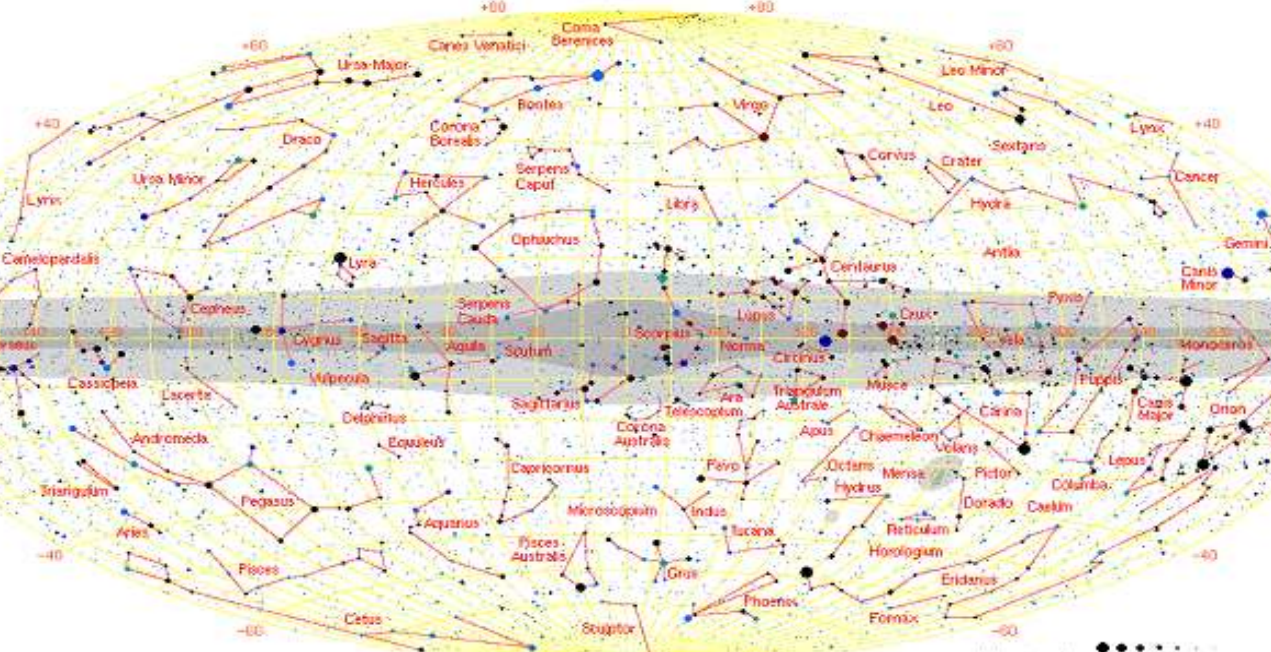 +80
+80
Coma
Berenices
+60
Canes Venatici
+60
Ursa Major
Leo Minor
Bootes
Virgo
Leo
+40
Corona
Borealis
Lynx
+40
Draco
Sextans
Corvus
Crater
Serpens
Caput
Ursa Minor
Hercules
Cancer
Lynx
Libra
Hydra
Ophiuchus
Gemini
Camelopardalis
Lyra
Antlia
Centaurus
Canis
Minor
Cepheus
Serpens
Cauda
Pyxis
Lupus
Crux
Cygnus
Sagitta
Aquila
Scutum
Scorpius
Norma
Circinus
Vela
Monoceros
Cassiopeia
Vulpecula
Musca
Puppis
Lacerta
Sagittarius
Ara
Telescopium
Triangulum
Australe
Canis
Major
Orion
Delphinus
Corona
Australis
Carina
Apus
Chaemeleon
Volans
Andromeda
Equuleus
Capricornus
Pavo
Octans
Mensa
Pictor
Lepus
Columba
Triangulum
Pegasus
Hydrus
Dorado
Caelum
Aries
Aquarius
Microscopium
Indus
Tucana
Reticulum
Pisces
Australis
Horologium
-40
-40
Pisces
Grus
Eridanus
Phoenix
Cetus
Fornax
-60
Sculptor
-60